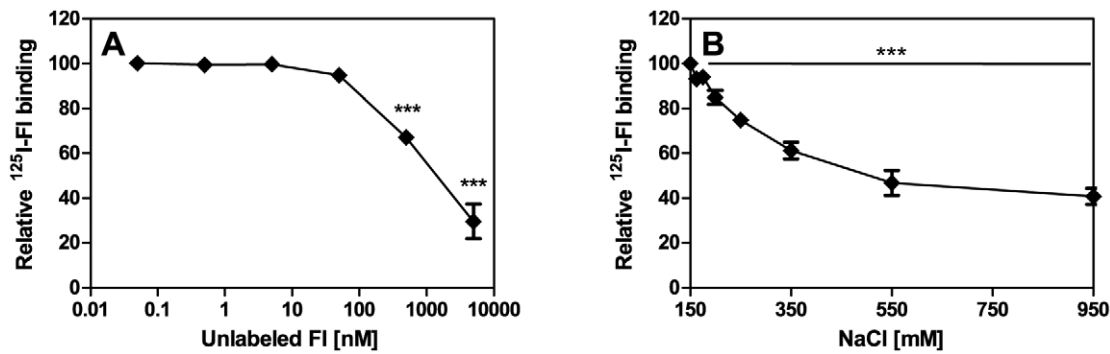 A
120
100
80
60
40
20
0
Relative ¹²⁵I-FI binding
***
***
0.01 0.1 1 10 100 1000 10000
Unlabeled FI [nM]
B
120
100
80
60
40
20
0
Relative ¹²⁵I-FI binding
***
150 350 550 750 950
NaCl [mM]